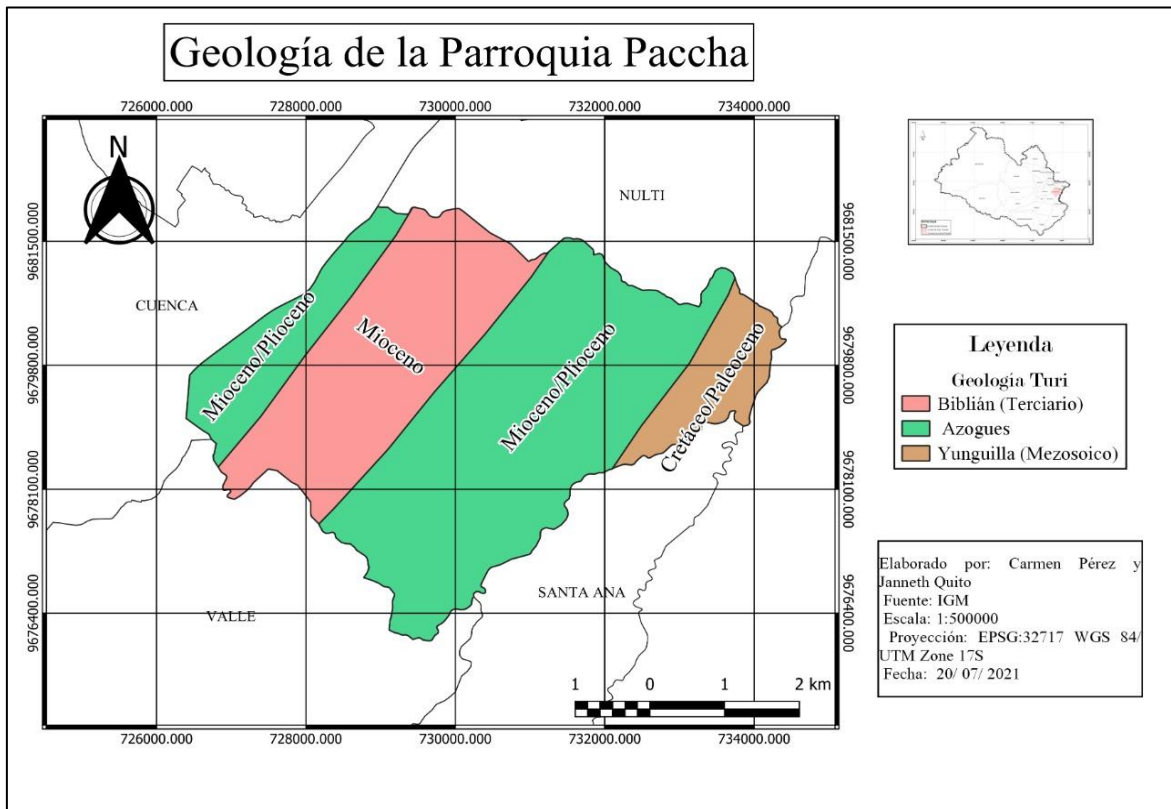 Geología de la Parroquia Paccha
726000.000 728000.000 730000.000 732000.000 734000.000
N
NULTI
9681500.000 9681500.000
CUENCA
Mioceno/Plioceno
Mioceno
Mioceno/Plioceno
Cretáceo/Paleoceno
9679800.000 9679800.000
9678100.000 9678100.000
VALLE
SANTA ANA
9676400.000 9676400.000
1 0 1 2 km
726000.000 728000.000 730000.000 732000.000 734000.000
Leyenda
Geología Turi
Biblián (Terciario)
Azogues
Yunguilla (Mezosoico)
Elaborado por: Carmen Pérez y
Janneth Quito
Fuente: IGM
Escala: 1:500000
Proyección: EPSG:32717 WGS 84/
UTM Zone 17S
Fecha: 20/ 07/ 2021